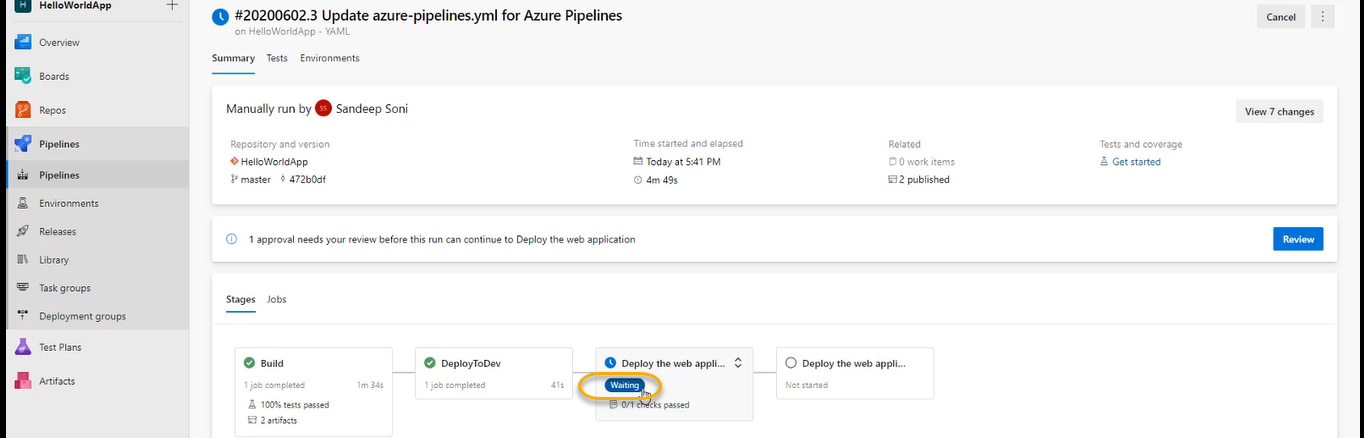 H HelloWorldApp
Overview
Boards
Repos
Pipelines
Pipelines
Environments
Releases
Library
Task groups
Deployment groups
Test Plans
Artifacts
#20200602.3 Update azure-pipelines.yml for Azure Pipelines
on HelloWorldApp - YAML
Cancel
Summary Tests Environments
Manually run by SS Sandeep Soni
View 7 changes
Repository and version
HelloWorldApp
master 472b0df
Time started and elapsed
Today at 5:41 PM
4m 49s
Related
0 work items
2 published
Tests and coverage
Get started
1 approval needs your review before this run can continue to Deploy the web application
Review
Stages Jobs
Build
1 job completed 1m 34s
100% tests passed
2 artifacts
DeployToDev
1 job completed 41s
Deploy the web appli...
Waiting
0/1 checks passed
Deploy the web appli...
Not started